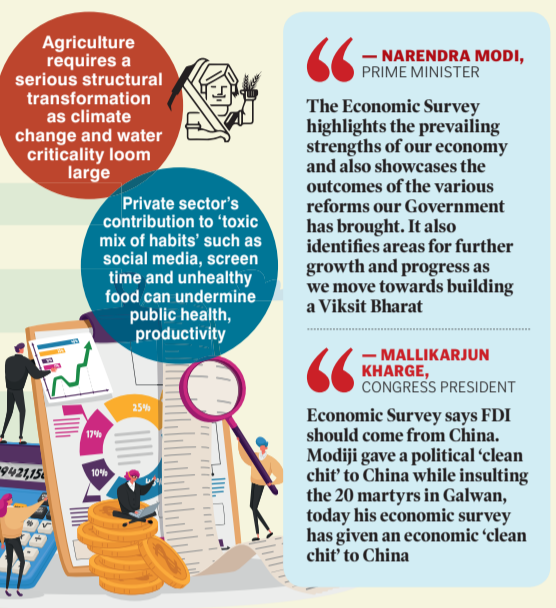 Agriculture
requires a
serious structural
transformation
as climate
change and water
criticality loom
large
Private sector's
contribution to 'toxic
mix of habits' such as
social media, screen
time and unhealthy
food can undermine
public health,
productivity
25%
17%
10%
— NARENDRA MODI,
PRIME MINISTER
The Economic Survey
highlights the prevailing
strengths of our economy
and also showcases the
outcomes of the various
reforms our Government
has brought. It also
identifies areas for further
growth and progress as
we move towards building
a Viksit Bharat
— MALLIKARJUN
KHARGE,
CONGRESS PRESIDENT
Economic Survey says FDI
should come from China.
Modiji gave a political 'clean
chit' to China while insulting
the 20 martyrs in Galwan,
today his economic survey
has given an economic 'clean
chit' to China